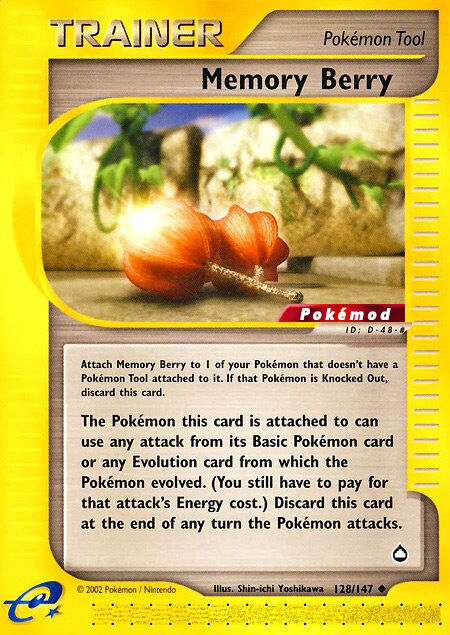 TRAINER
Pokémon Tool
Memory Berry
Pokémod
ID: D-48-#
Attach Memory Berry to 1 of your Pokémon that doesn't have a
Pokémon Tool attached to it. If that Pokémon is Knocked Out,
discard this card.
The Pokémon this card is attached to can
use any attack from its Basic Pokémon card
or any Evolution card from which the
Pokémon evolved. (You still have to pay for
that attack's Energy cost.) Discard this card
at the end of any turn the Pokémon attacks.
© 2002 Pokémon / Nintendo
Illus. Shin-ichi Yoshikawa
128/147
e